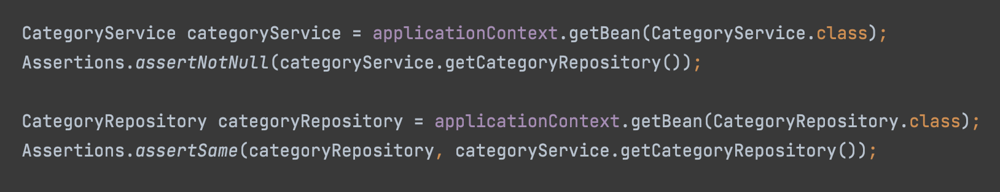 CategoryService categoryService = applicationContext.getBean(CategoryService.class);
Assertions.assertNotNull(categoryService.getCategoryRepository());
CategoryRepository categoryRepository = applicationContext.getBean(CategoryRepository.class);
Assertions.assertSame(categoryRepository, categoryService.getCategoryRepository());